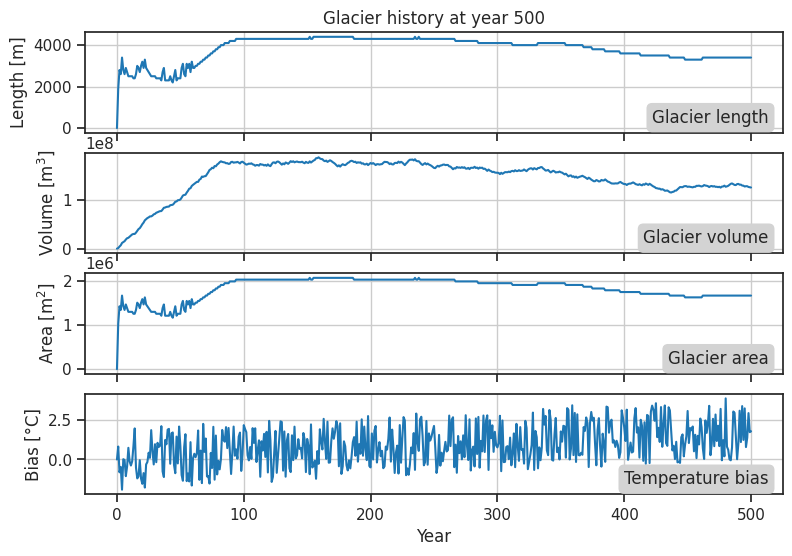 Glacier history at year 500
Length [m]
4000
2000
0
Glacier length
1e8
Volume [m³]
1
0
Glacier volume
1e6
Area [m²]
2
1
0
Glacier area
Bias [°C]
2.5
0.0
Temperature bias
0 100 200 300 400 500
Year